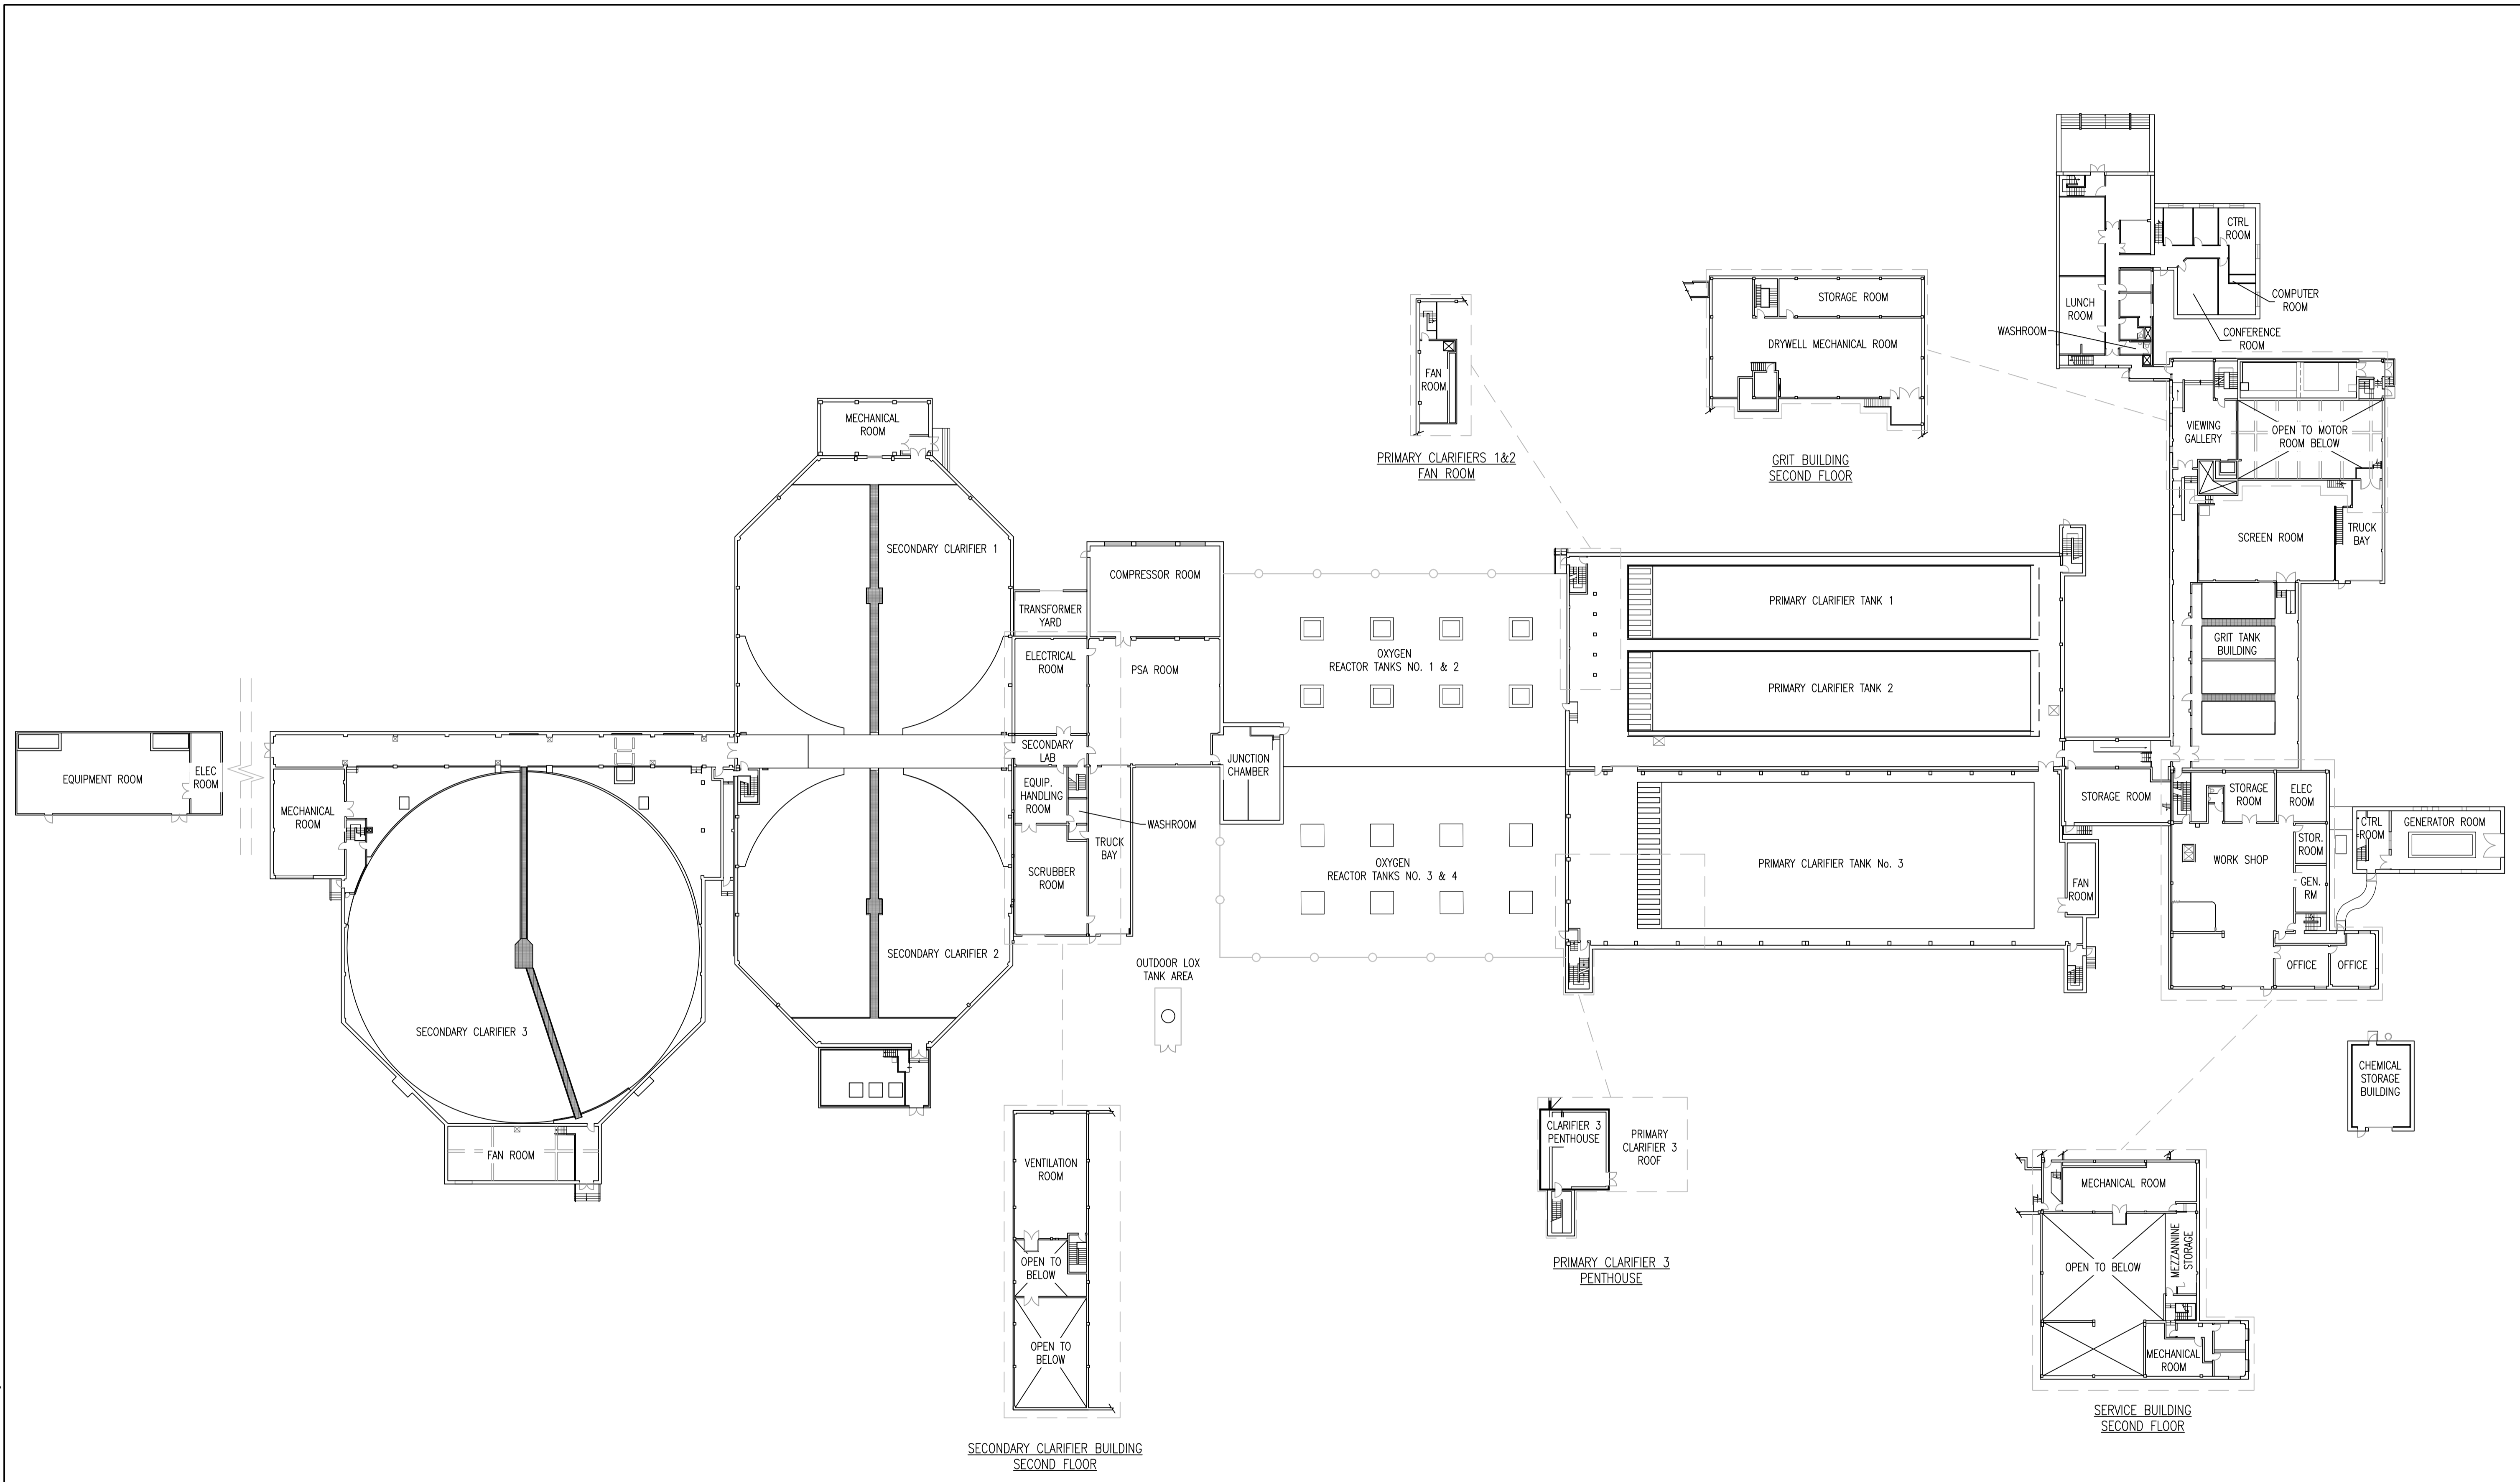 CTRL
ROOM
LUNCH
ROOM
COMPUTER
ROOM
WASHROOM
CONFERENCE
ROOM
STORAGE ROOM
DRYWELL MECHANICAL ROOM
GRIT BUILDING
SECOND FLOOR
FAN
ROOM
PRIMARY CLARIFIERS 1&2
FAN ROOM
VIEWING
GALLERY
OPEN TO MOTOR
ROOM BELOW
SCREEN ROOM
TRUCK
BAY
GRIT TANK
BUILDING
MECHANICAL
ROOM
SECONDARY CLARIFIER 1
COMPRESSOR ROOM
TRANSFORMER
YARD
ELECTRICAL
ROOM
PSA ROOM
OXYGEN
REACTOR TANKS NO. 1 & 2
PRIMARY CLARIFIER TANK 1
PRIMARY CLARIFIER TANK 2
EQUIPMENT ROOM
ELEC
ROOM
MECHANICAL
ROOM
SECONDARY
LAB
EQUIP.
HANDLING
ROOM
WASHROOM
JUNCTION
CHAMBER
TRUCK
BAY
SCRUBBER
ROOM
OXYGEN
REACTOR TANKS NO. 3 & 4
PRIMARY CLARIFIER TANK No. 3
STORAGE ROOM
STORAGE
ROOM
ELEC
ROOM
STOR.
ROOM
CTRL
ROOM
GENERATOR ROOM
WORK SHOP
GEN.
RM
FAN
ROOM
OFFICE
OFFICE
SECONDARY CLARIFIER 2
OUTDOOR LOX
TANK AREA
SECONDARY CLARIFIER 3
FAN ROOM
CHEMICAL
STORAGE
BUILDING
VENTILATION
ROOM
OPEN TO
BELOW
OPEN TO
BELOW
SECONDARY CLARIFIER BUILDING
SECOND FLOOR
CLARIFIER 3
PENTHOUSE
PRIMARY
CLARIFIER 3
ROOF
PRIMARY CLARIFIER 3
PENTHOUSE
MECHANICAL ROOM
MEZZANNINE
STORAGE
OPEN TO BELOW
MECHANICAL
ROOM
SERVICE BUILDING
SECOND FLOOR